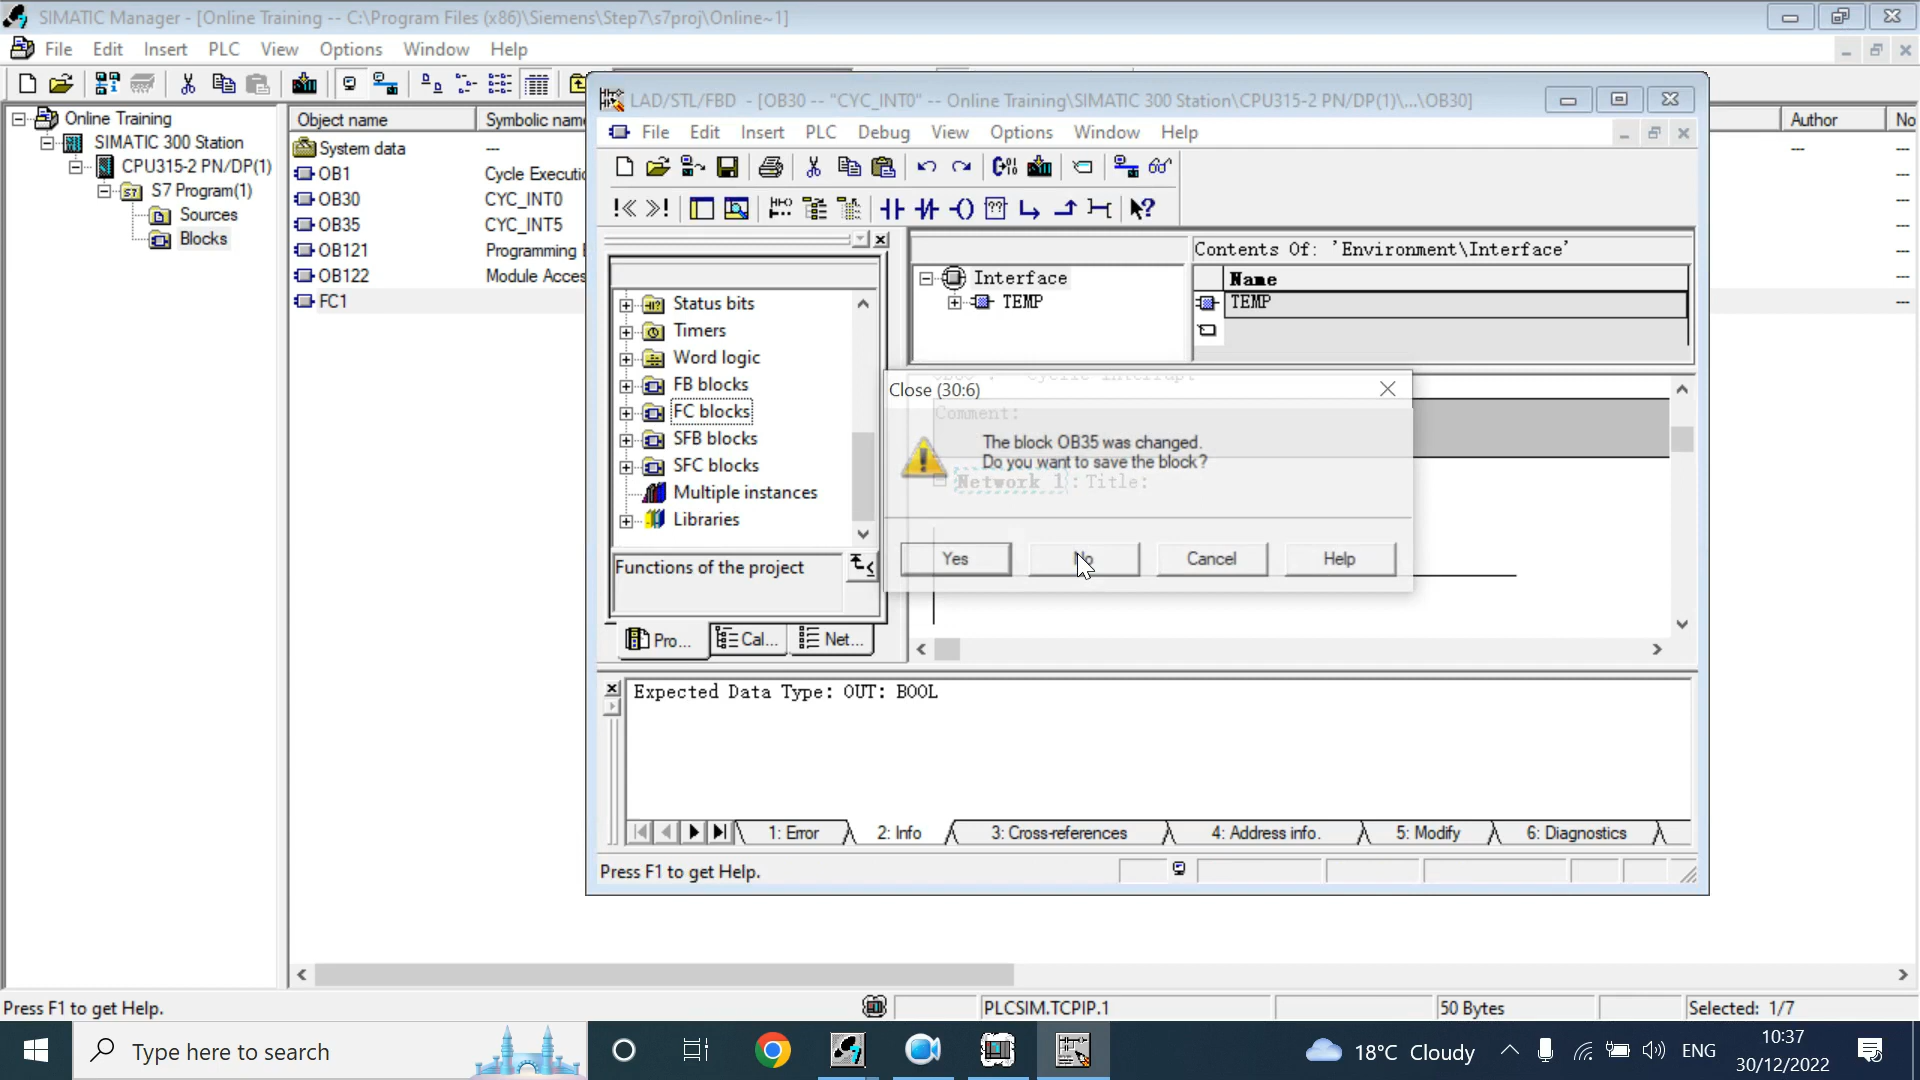 SIMATIC Manager - [Online Training -- C:\Program Files (x86)\Siemens\Step7\s7proj\Online~1]
File Edit Insert PLC View Options Window Help
Online Training
SIMATIC 300 Station
CPU315-2 PN/DP(1)
S7 Program(1)
Sources
Blocks
Object name Symbolic name
System data ---
OB1 Cycle Executio
OB30 CYC_INT0
OB35 CYC_INT5
OB121 Programming E
OB122 Module Acces
FC1
Author No
--- ---
---
---
---
---
---
---
LAD/STL/FBD - [OB30 -- "CYC_INT0" -- Online Training\SIMATIC 300 Station\CPU315-2 PN/DP(1)\...\OB30]
File Edit Insert PLC Debug View Options Window Help
Status bits
Timers
Word logic
FB blocks
FC blocks
SFB blocks
SFC blocks
Multiple instances
Libraries
Functions of the project
Pro... Cal... Net...
Interface
TEMP
Contents Of: 'Environment\Interface'
Name
TEMP
Close (30:6)
Comment:
The block OB35 was changed.
Do you want to save the block?
Network 1: Title:
Yes No Cancel Help
Expected Data Type: OUT: BOOL
1: Error 2: Info 3: Cross-references 4: Address info. 5: Modify 6: Diagnostics
Press F1 to get Help.
Press F1 to get Help. PLCSIM.TCPIP.1 50 Bytes Selected: 1/7
Type here to search
18°C Cloudy ENG
10:37
30/12/2022